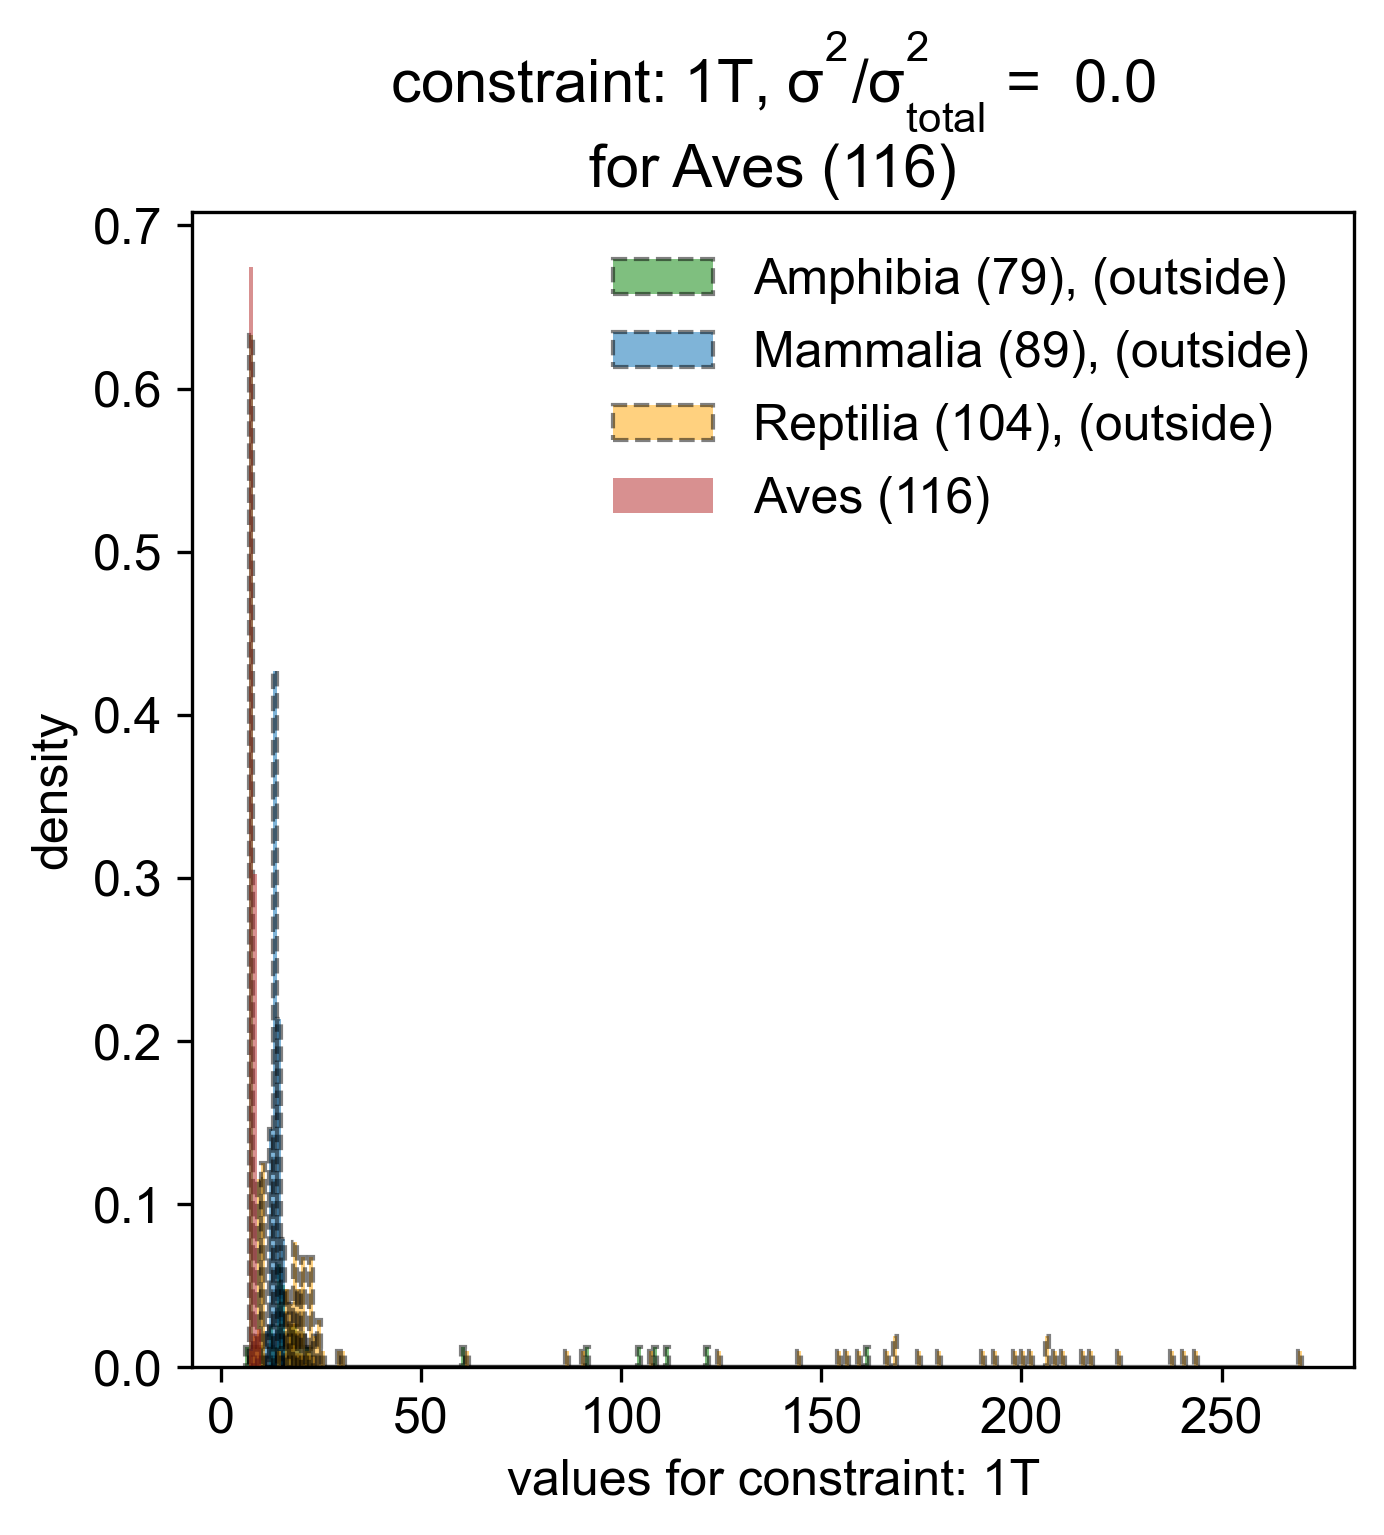 constraint: 1T, σ²/σ²total = 0.0
for Aves (116)
0.7
0.6
0.5
0.4
0.3
0.2
0.1
0.0
density
Amphibia (79), (outside)
Mammalia (89), (outside)
Reptilia (104), (outside)
Aves (116)
0 50 100 150 200 250
values for constraint: 1T